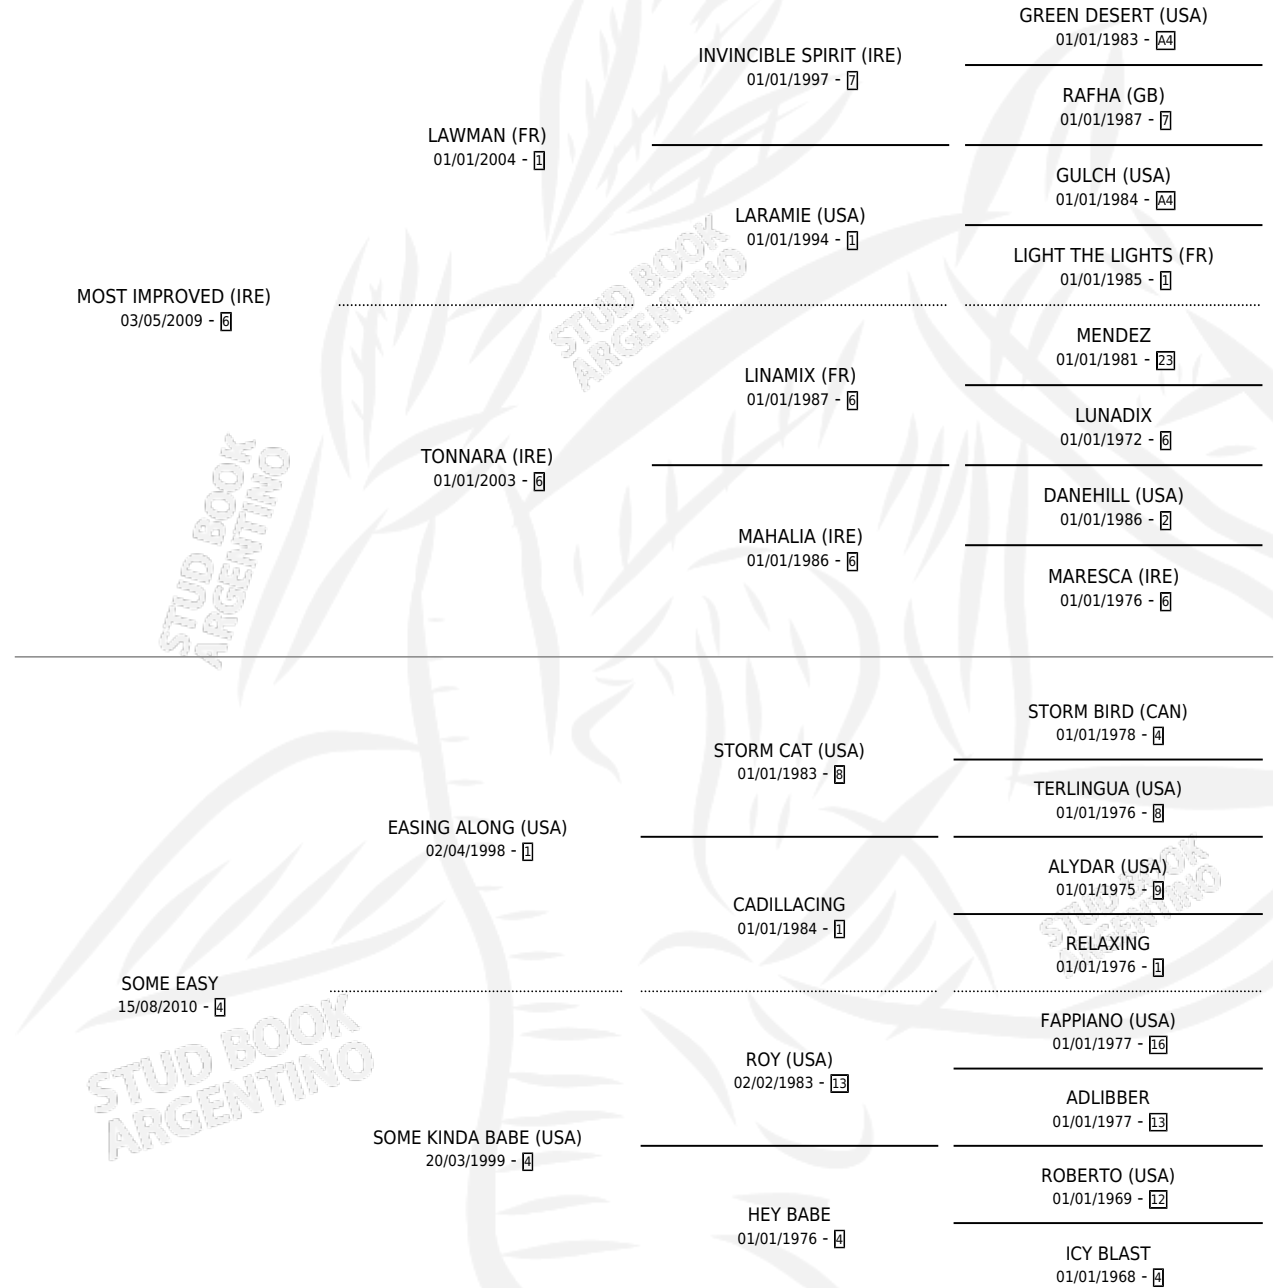 GREEN DESERT (USA)
01/01/1983 - A4
INVINCIBLE SPIRIT (IRE)
01/01/1997 - 7
RAFHA (GB)
01/01/1987 - 7
LAWMAN (FR)
01/01/2004 - 1
GULCH (USA)
01/01/1984 - A4
LARAMIE (USA)
01/01/1994 - 1
LIGHT THE LIGHTS (FR)
01/01/1985 - 1
MOST IMPROVED (IRE)
03/05/2009 - 6
MENDEZ
01/01/1981 - 23
LINAMIX (FR)
01/01/1987 - 6
LUNADIX
01/01/1972 - 6
TONNARA (IRE)
01/01/2003 - 6
DANEHILL (USA)
01/01/1986 - 2
MAHALIA (IRE)
01/01/1986 - 6
MARESCA (IRE)
01/01/1976 - 6
STORM BIRD (CAN)
01/01/1978 - 4
STORM CAT (USA)
01/01/1983 - 8
TERLINGUA (USA)
01/01/1976 - 8
EASING ALONG (USA)
02/04/1998 - 1
ALYDAR (USA)
01/01/1975 - 9
CADILLACING
01/01/1984 - 1
RELAXING
01/01/1976 - 1
SOME EASY
15/08/2010 - 4
FAPPIANO (USA)
01/01/1977 - 16
ROY (USA)
02/02/1983 - 13
ADLIBBER
01/01/1977 - 13
SOME KINDA BABE (USA)
20/03/1999 - 4
ROBERTO (USA)
01/01/1969 - 12
HEY BABE
01/01/1976 - 4
ICY BLAST
01/01/1968 - 4
STUD BOOK
ARGENTINO
STUD BOOK
ARGENTINO
STUD BOOK
ARGENTINO
STUD BOOK
ARGENTINO